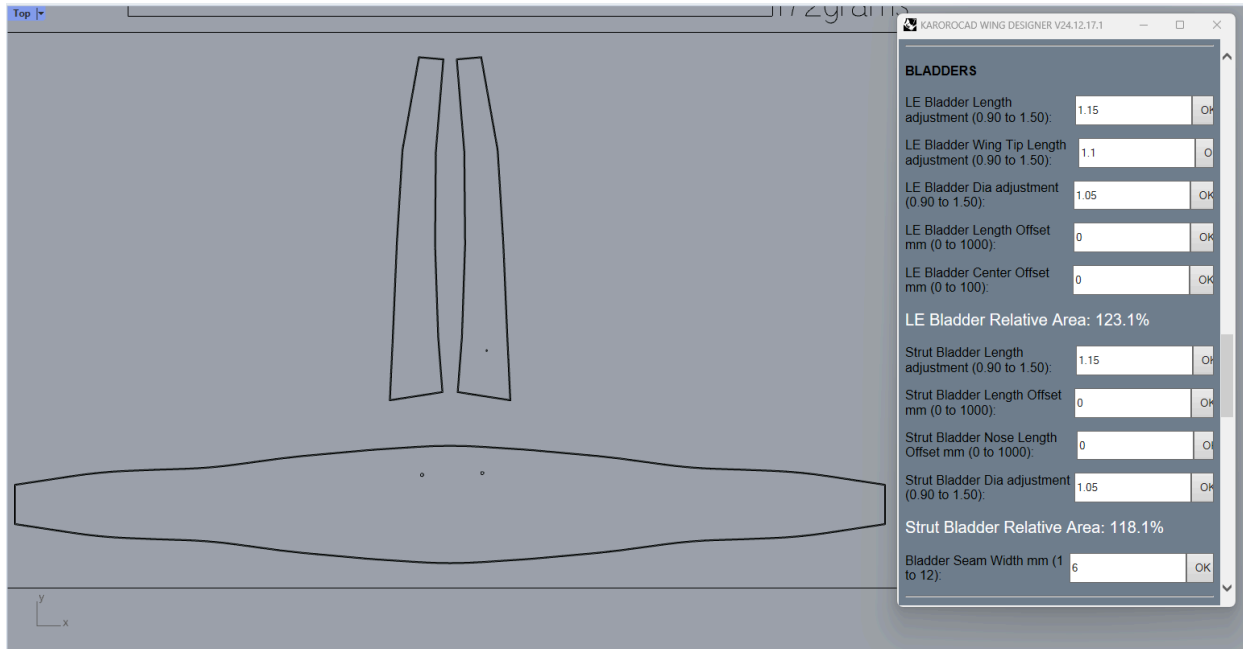 Top
172grams
KAROROCAD WING DESIGNER V24.12.17.1
BLADDERS
LE Bladder Length
adjustment (0.90 to 1.50):
1.15
OK
LE Bladder Wing Tip Length
adjustment (0.90 to 1.50):
1.1
O
LE Bladder Dia adjustment
(0.90 to 1.50):
1.05
OK
LE Bladder Length Offset
mm (0 to 1000):
0
OK
LE Bladder Center Offset
mm (0 to 100):
0
OK
LE Bladder Relative Area: 123.1%
Strut Bladder Length
adjustment (0.90 to 1.50):
1.15
OK
Strut Bladder Length Offset
mm (0 to 1000):
0
OK
Strut Bladder Nose Length
Offset mm (0 to 1000):
0
OK
Strut Bladder Dia adjustment
(0.90 to 1.50):
1.05
OK
Strut Bladder Relative Area: 118.1%
Bladder Seam Width mm (1
to 12):
6
OK
y
x